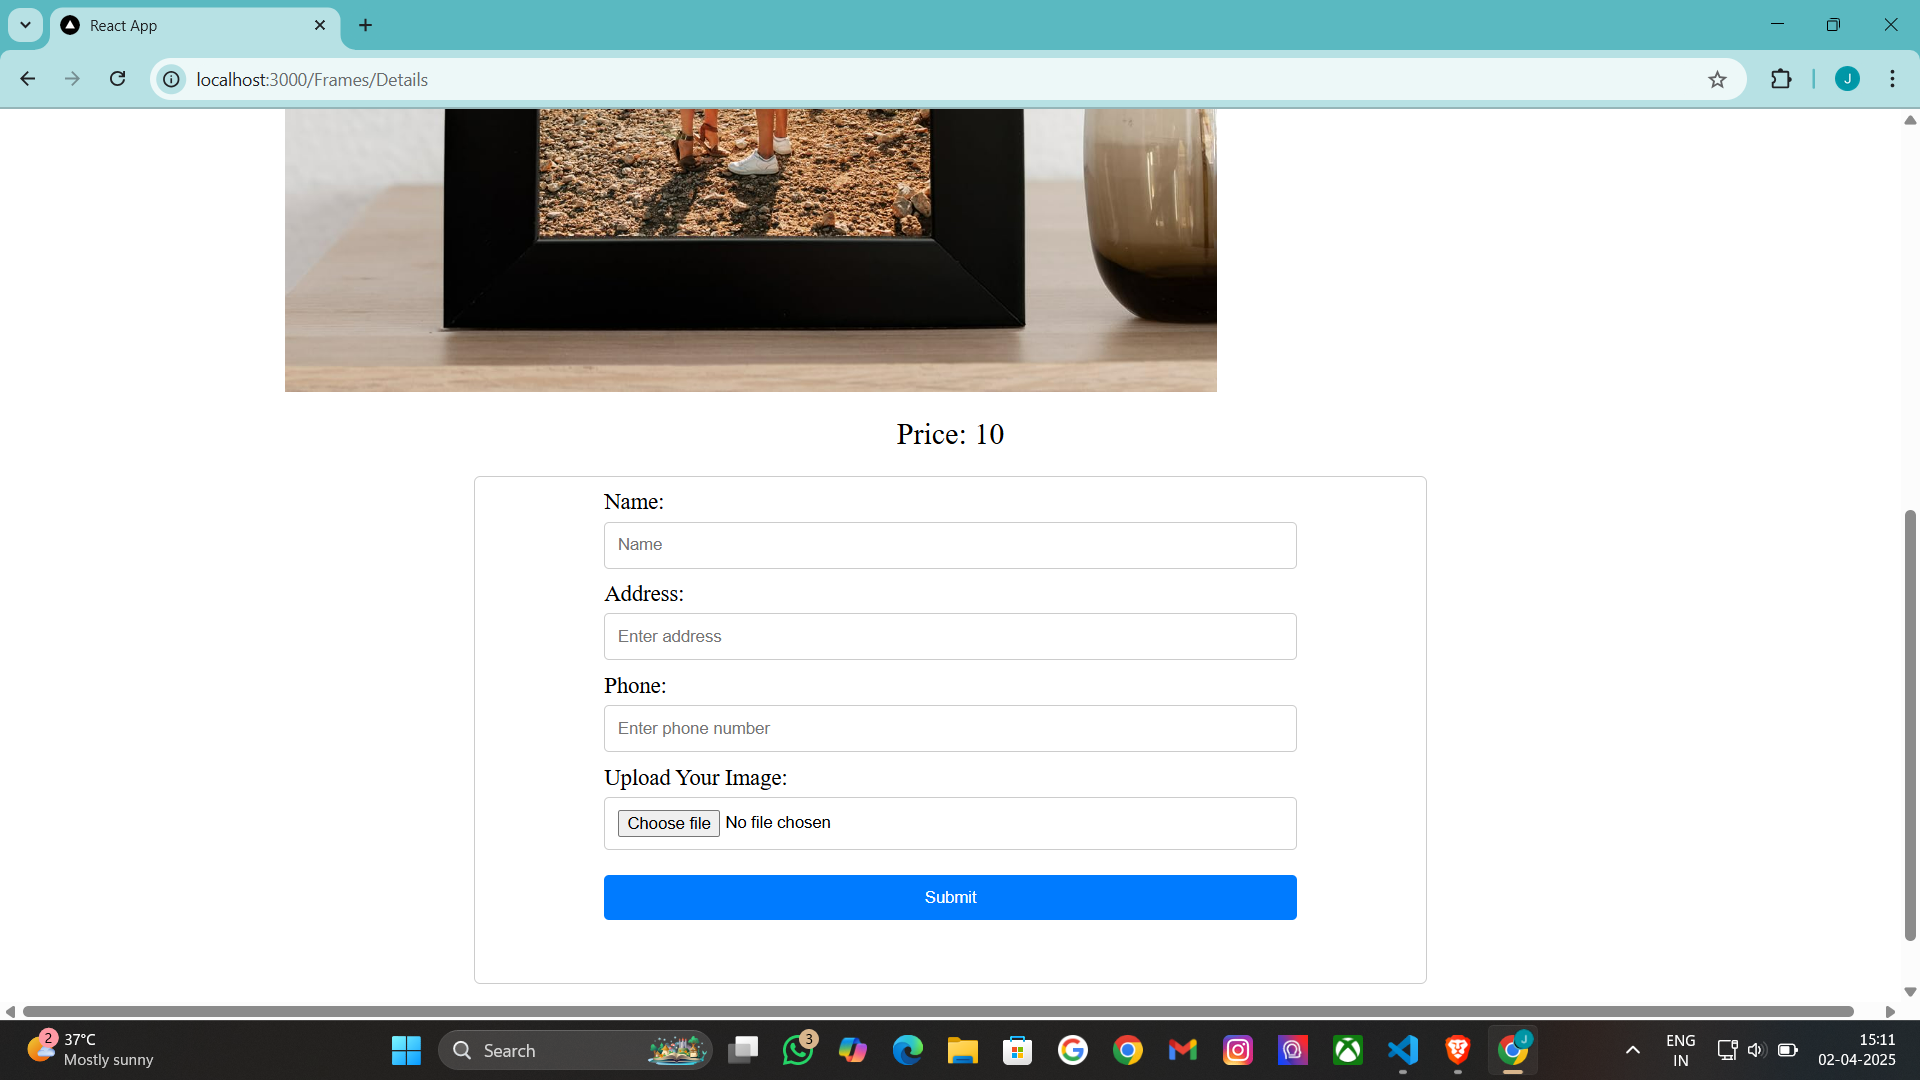 React App
localhost:3000/Frames/Details
J
Price: 10
Name:
Name
Address:
Enter address
Phone:
Enter phone number
Upload Your Image:
Choose file No file chosen
Submit
2
37°C
Mostly sunny
Search
3
J
ENG
IN
15:11
02-04-2025